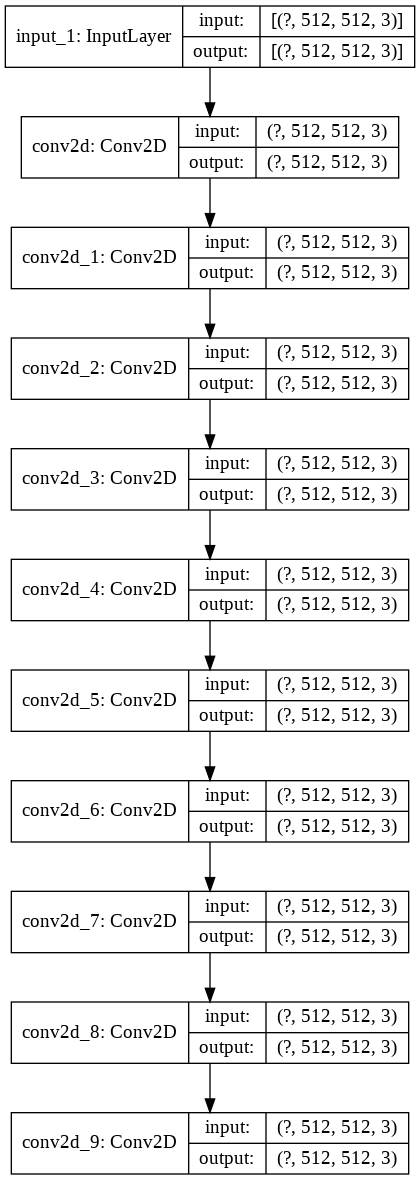 input_1: InputLayer
input: [(?, 512, 512, 3)]
output: [(?, 512, 512, 3)]
conv2d: Conv2D
input: (?, 512, 512, 3)
output: (?, 512, 512, 3)
conv2d_1: Conv2D
input: (?, 512, 512, 3)
output: (?, 512, 512, 3)
conv2d_2: Conv2D
input: (?, 512, 512, 3)
output: (?, 512, 512, 3)
conv2d_3: Conv2D
input: (?, 512, 512, 3)
output: (?, 512, 512, 3)
conv2d_4: Conv2D
input: (?, 512, 512, 3)
output: (?, 512, 512, 3)
conv2d_5: Conv2D
input: (?, 512, 512, 3)
output: (?, 512, 512, 3)
conv2d_6: Conv2D
input: (?, 512, 512, 3)
output: (?, 512, 512, 3)
conv2d_7: Conv2D
input: (?, 512, 512, 3)
output: (?, 512, 512, 3)
conv2d_8: Conv2D
input: (?, 512, 512, 3)
output: (?, 512, 512, 3)
conv2d_9: Conv2D
input: (?, 512, 512, 3)
output: (?, 512, 512, 3)